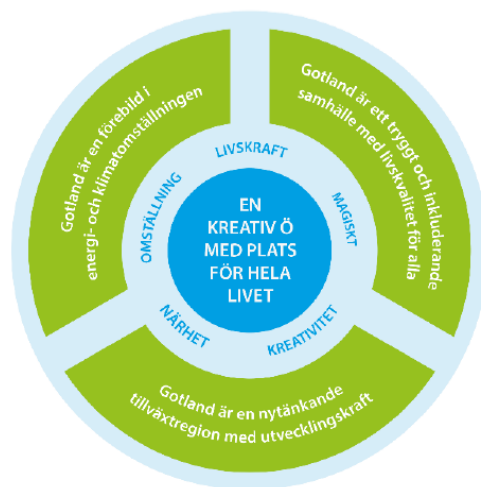 Gotland är en förebild i
energi- och klimatomställningen
Gotland är ett tryggt och inkluderande
samhälle med livskvalitet för alla
LIVSKRAFT
OMSTÄLLNING
MAGISKT
EN
KREATIV Ö
MED PLATS
FÖR HELA
LIVET
NÄRHET
KREATIVITET
Gotland är en nytänkande
tillväxtregion med utvecklingskraft